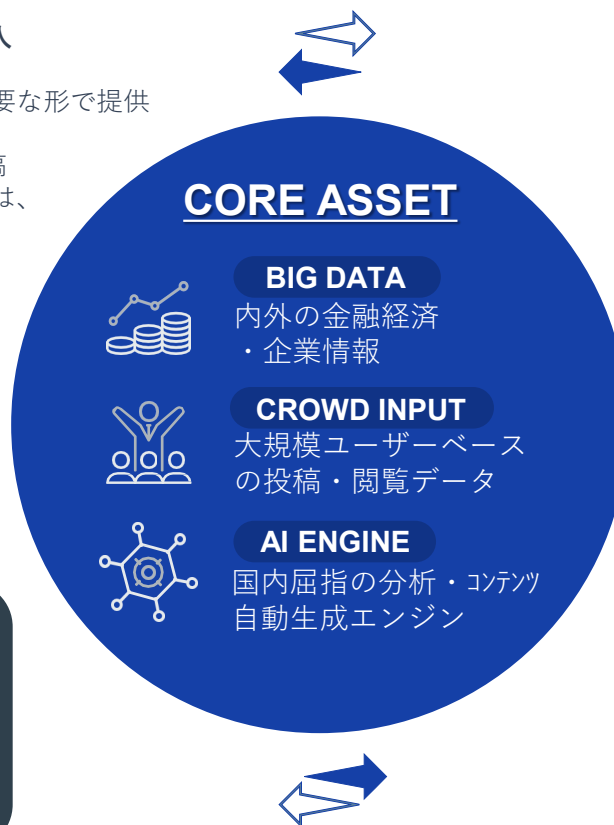 要な形で提供
は、
CORE ASSET
BIG DATA
内外の金融経済
・企業情報
CROWD INPUT
大規模ユーザーベース
の投稿・閲覧データ
AI ENGINE
国内屈指の分析・ｺﾝﾃﾝﾂ
自動生成エンジン